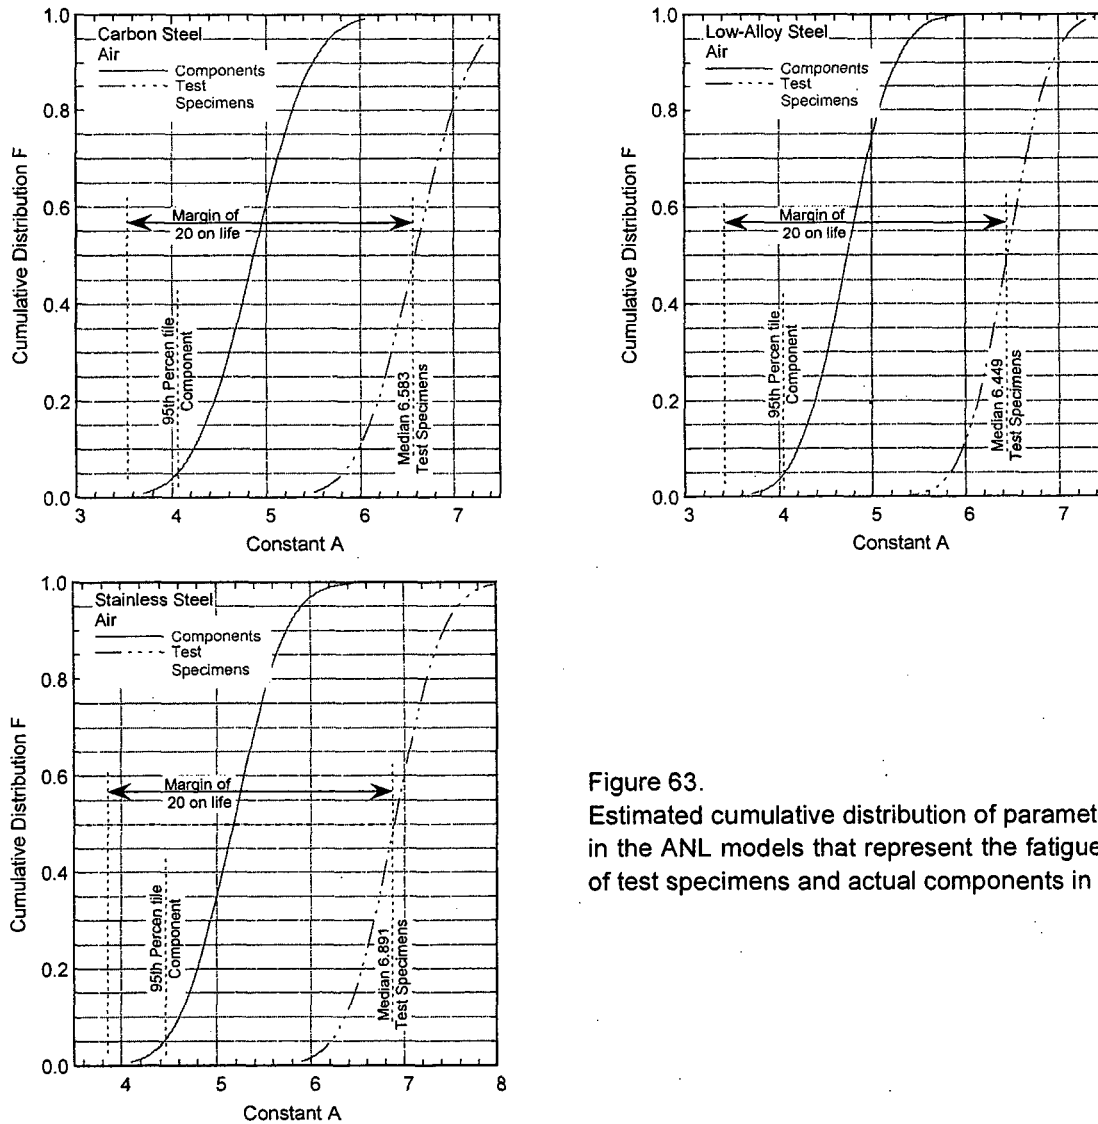 Carbon Steel
Air
Components
Test
Specimens
Margin of
20 on life
95th Percen tile
Component
Median 6.583
Test Specimens
Cumulative Distribution F
1.0
0.8
0.6
0.4
0.2
0.0
3 4 5 6 7
Constant A
Low-Alloy Steel
Air
Components
Test
Specimens
Margin of
20 on life
95th Percen tile
Component
Median 6.449
Test Specimens
Cumulative Distribution F
1.0
0.8
0.6
0.4
0.2
0.0
3 4 5 6 7
Constant A
Stainless Steel
Air
Components
Test
Specimens
Margin of
20 on life
95th Percen tile
Component
Median 6.891
Test Specimens
Cumulative Distribution F
1.0
0.8
0.6
0.4
0.2
0.0
4 5 6 7 8
Constant A
Figure 63.
Estimated cumulative distribution of paramet
in the ANL models that represent the fatigue
of test specimens and actual components in